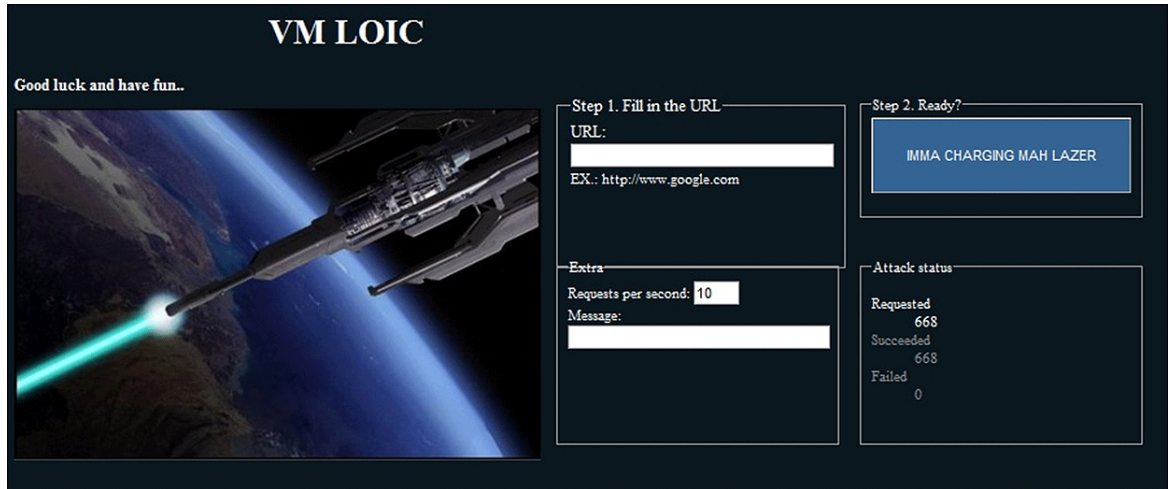 VM LOIC
Good luck and have fun..
Step 1. Fill in the URL
URL:
EX.: http://www.google.com
Step 2. Ready?
IMMA CHARGING MAH LAZER
Extra
Requests per second: 10
Message:
Attack status
Requested
668
Succeeded
668
Failed
0